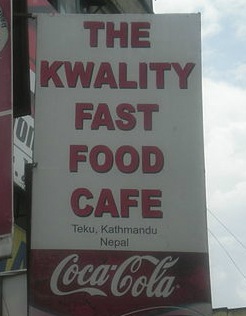 THE
KWALITY
FAST
FOOD
CAFE
Teku, Kathmandu
Nepal
Coca-Cola